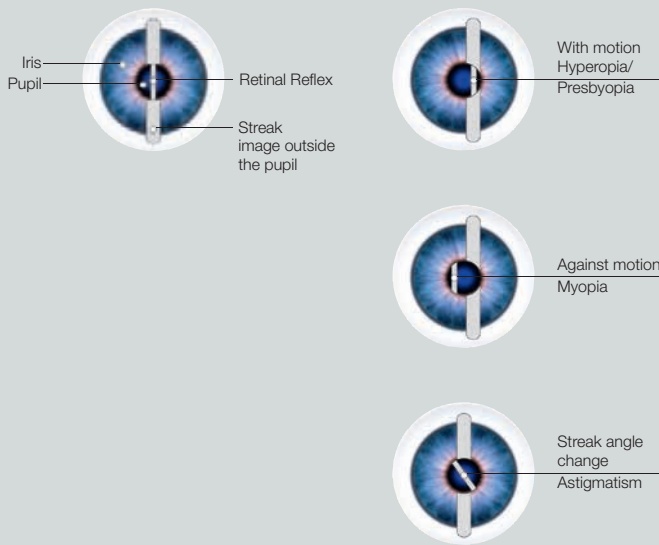 Iris
Pupil
Retinal Reflex
Streak
image outside
the pupil
With motion
Hyperopia/
Presbyopia
Against motion
Myopia
Streak angle
change
Astigmatism